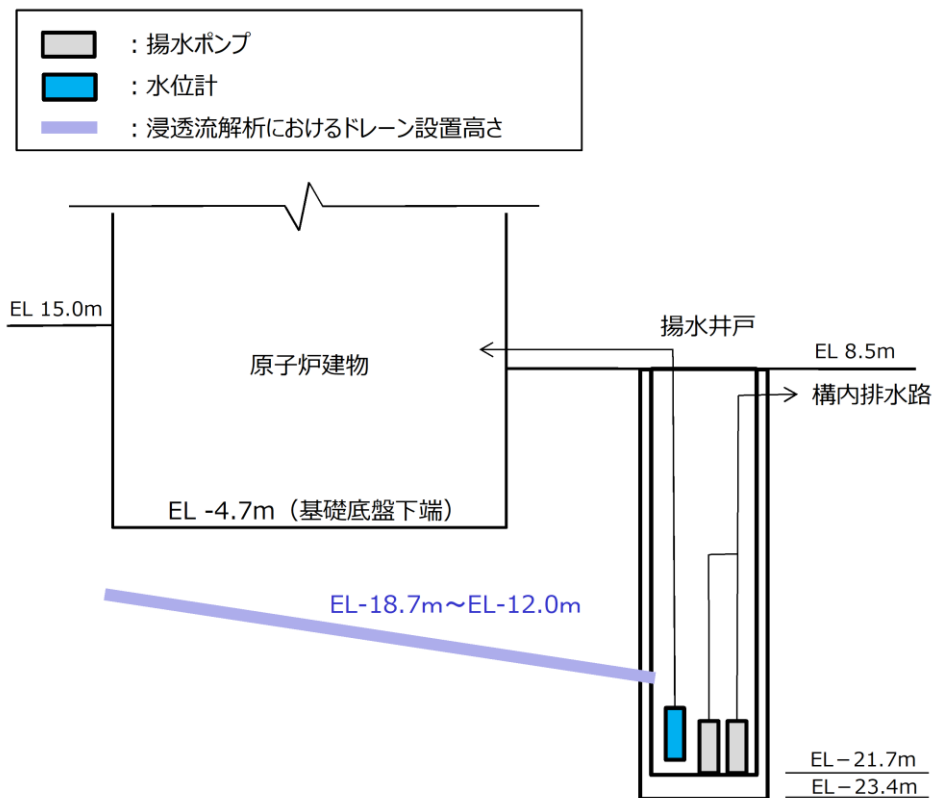 ：揚水ポンプ
：水位計
：浸透流解析におけるドレーン設置高さ
EL 15.0m
揚水井戸
原子炉建物
EL 8.5m
構内排水路
EL -4.7m（基礎底盤下端）
EL-18.7m～EL-12.0m
EL－21.7m
EL－23.4m